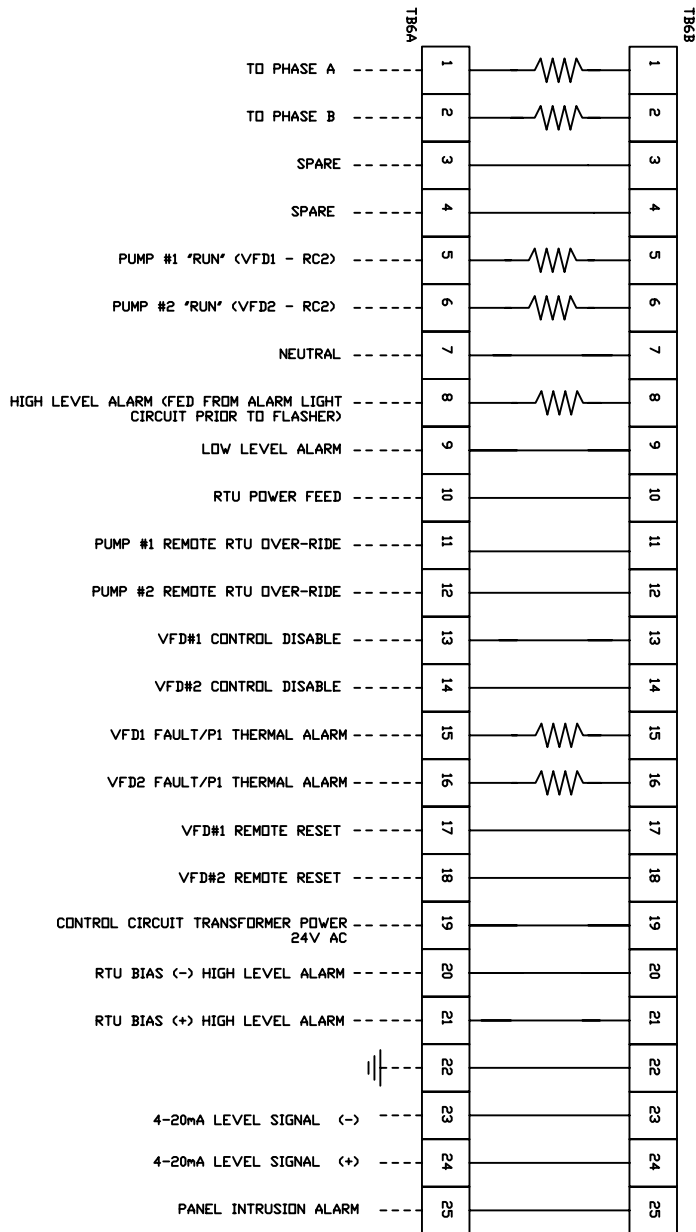 TB6A TB6B
TO PHASE A 1 1
TO PHASE B 2 2
SPARE 3 3
SPARE 4 4
PUMP #1 "RUN" (VFD1 - RC2) 5 5
PUMP #2 "RUN" (VFD2 - RC2) 6 6
NEUTRAL 7 7
HIGH LEVEL ALARM (FED FROM ALARM LIGHT 8 8
CIRCUIT PRIOR TO FLASHER)
LOW LEVEL ALARM 9 9
RTU POWER FEED 10 10
PUMP #1 REMOTE RTU OVER-RIDE 11 11
PUMP #2 REMOTE RTU OVER-RIDE 12 12
VFD#1 CONTROL DISABLE 13 13
VFD#2 CONTROL DISABLE 14 14
VFD1 FAULT/P1 THERMAL ALARM 15 15
VFD2 FAULT/P1 THERMAL ALARM 16 16
VFD#1 REMOTE RESET 17 17
VFD#2 REMOTE RESET 18 18
CONTROL CIRCUIT TRANSFORMER POWER 19 19
24V AC
RTU BIAS (-) HIGH LEVEL ALARM 20 20
RTU BIAS (+) HIGH LEVEL ALARM 21 21
22 22
4-20mA LEVEL SIGNAL (-) 23 23
4-20mA LEVEL SIGNAL (+) 24 24
PANEL INTRUSION ALARM 25 25